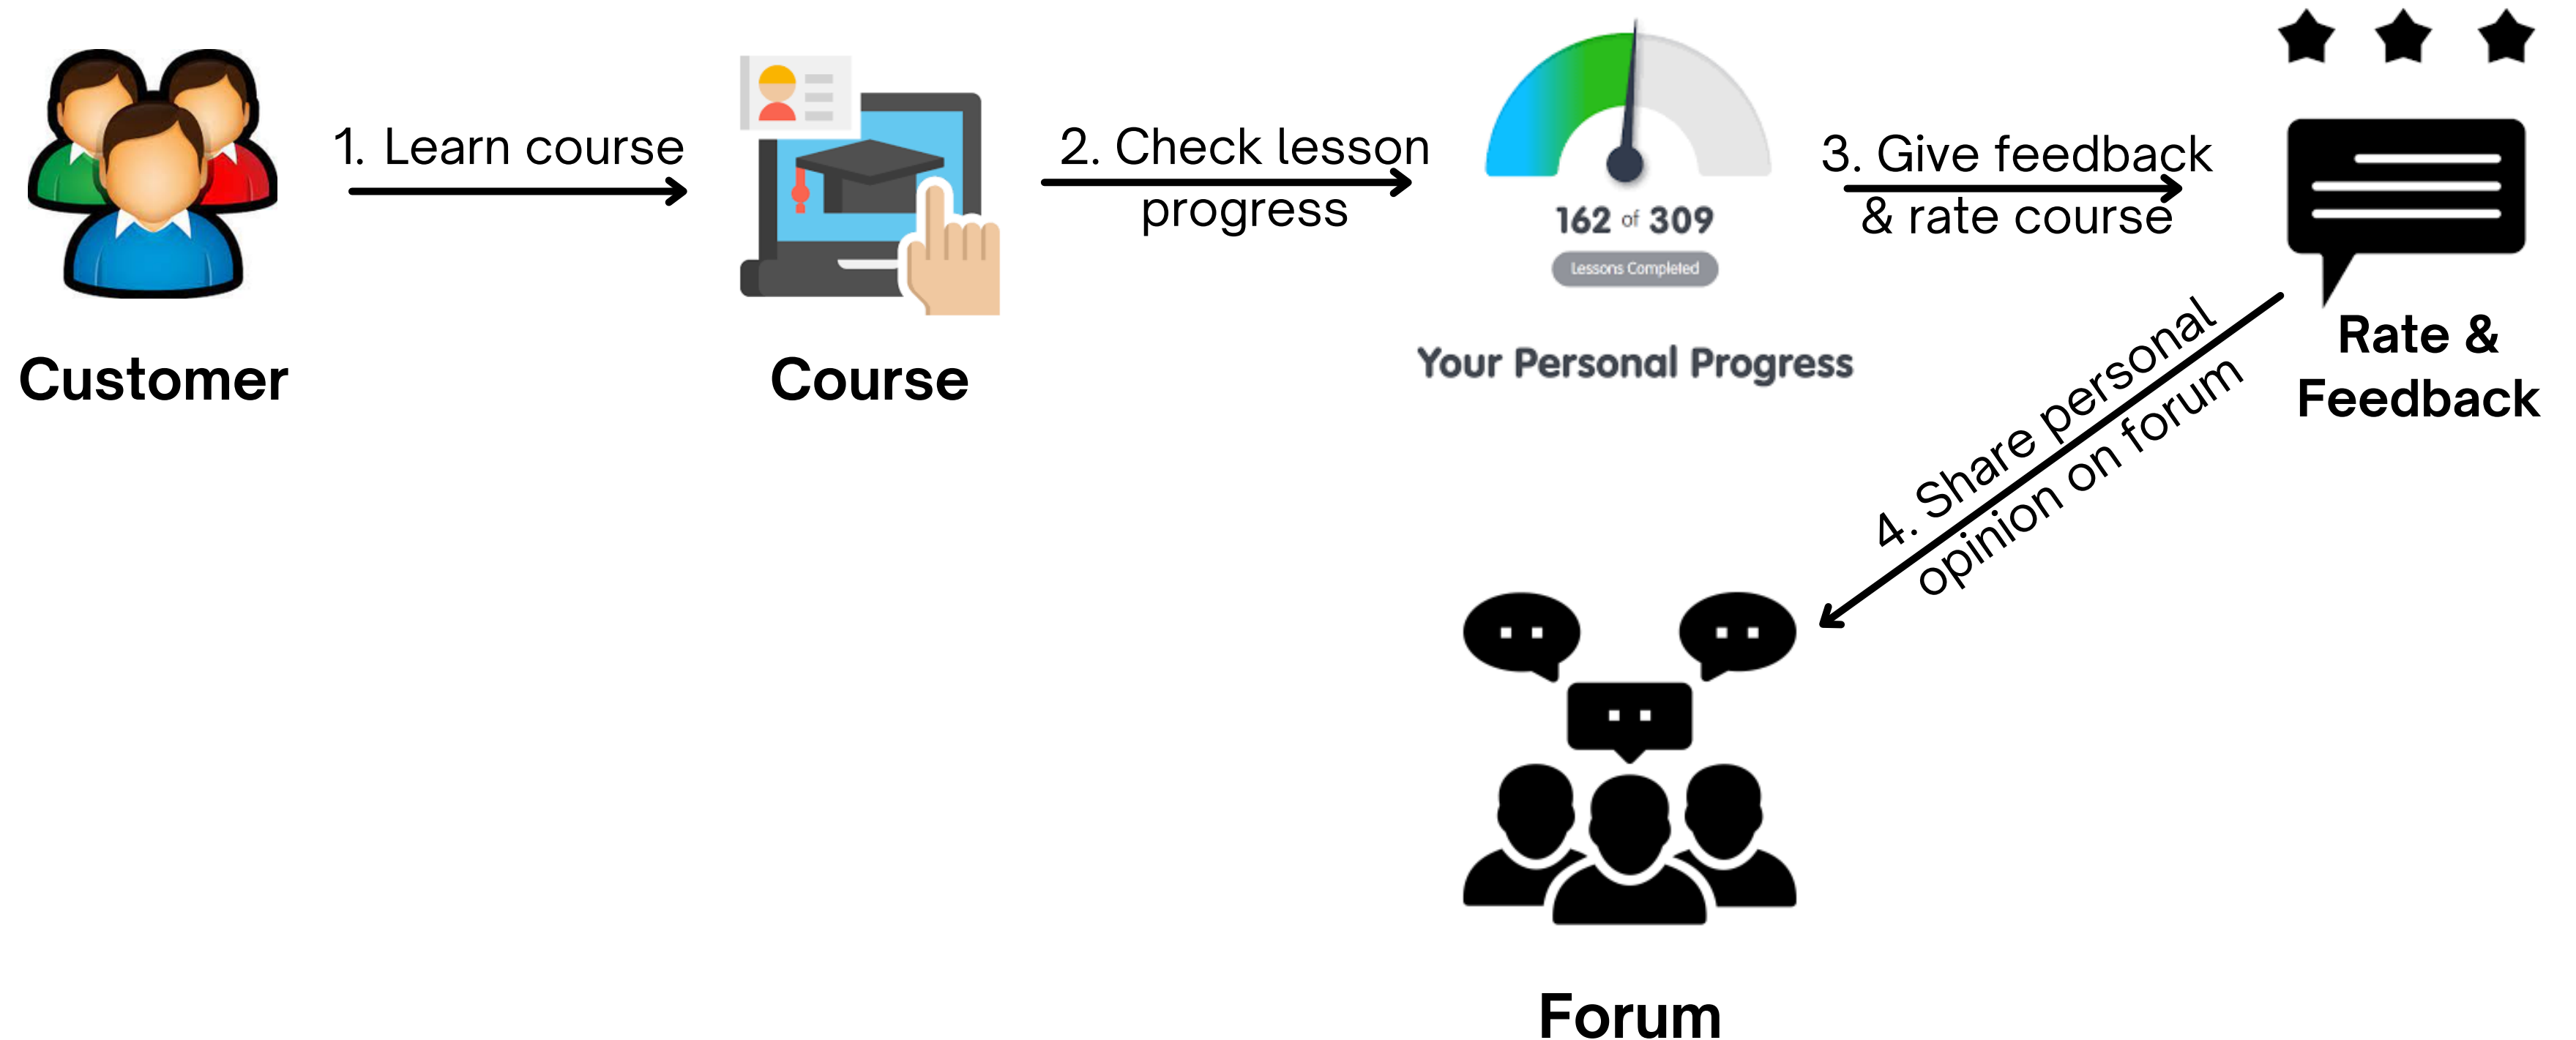 1. Learn course
2. Check lesson
progress
162 of 309
Lessons Completed
3. Give feedback
& rate course
Customer
Course
Your Personal Progress
Rate &
Feedback
4. Share personal
opinion on forum
Forum